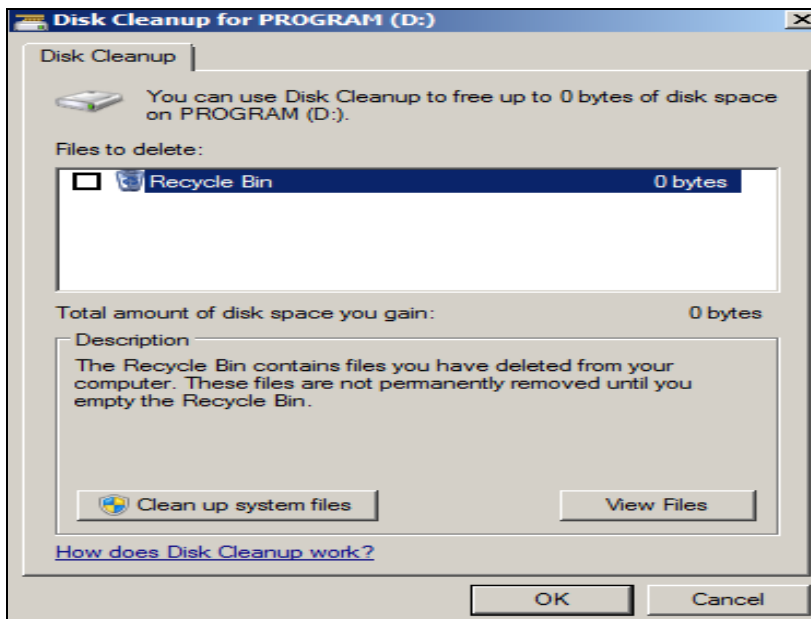 Disk Cleanup for PROGRAM (D:)
Disk Cleanup
You can use Disk Cleanup to free up to 0 bytes of disk space
on PROGRAM (D:).
Files to delete:
Recycle Bin 0 bytes
Total amount of disk space you gain: 0 bytes
Description
The Recycle Bin contains files you have deleted from your
computer. These files are not permanently removed until you
empty the Recycle Bin.
Clean up system files View Files
How does Disk Cleanup work?
OK Cancel